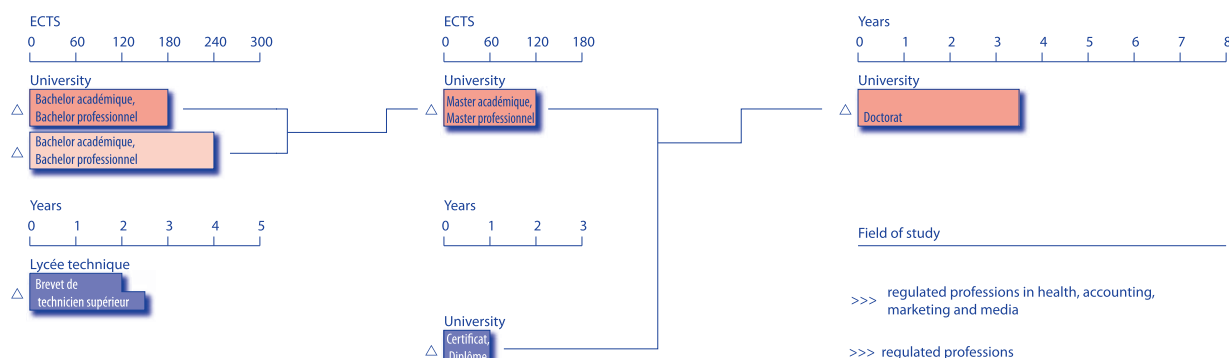 ECTS
0 60 120 180 240 300
University
Bachelor académique,
Bachelor professionnel
Bachelor académique,
Bachelor professionnel
Years
0 1 2 3 4 5
Lycée technique
Brevet de
technicien supérieur
ECTS
0 60 120 180
University
Master académique,
Master professionnel
Years
0 1 2 3
University
Certificat,
Diplôme
Years
0 1 2 3 4 5 6 7 8
University
Doctorat
Field of study
>>> regulated professions in health, accounting,
marketing and media
>>> regulated professions